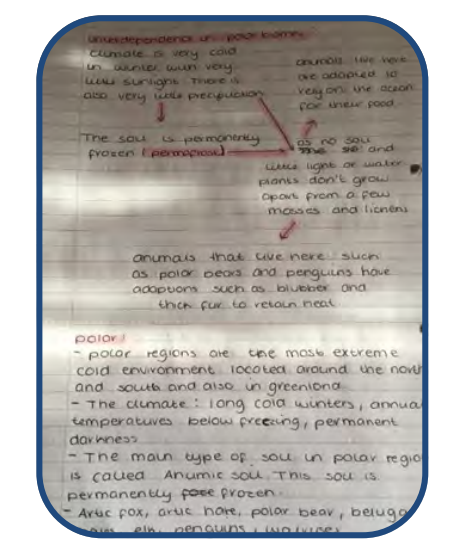 interdependence in polar biomes
climate is very cold
in winter with very
little sunlight. There is
also very little precipitation
animals live here
are adapted to
rely on the ocean
for their food
The soil is permanently
frozen (permafrost)
as no soil
and
little light or water
plants don't grow
apart from a few
mosses and lichens
animals that live here such
as polar bears and penguins have
adaptions such as blubber and
thick fur to retain heat
polar!
- polar regions are the most extreme
cold environment located around the north
and south and also in greenland
- The climate: long cold winters, annual
temperatures below freezing, permanent
darkness
- The main type of soil in polar regio
is called Anumic soil. This soil is
permanently frozen.
- Artic fox, artic hare, polar bear, beluga
elk, penguins, walruses